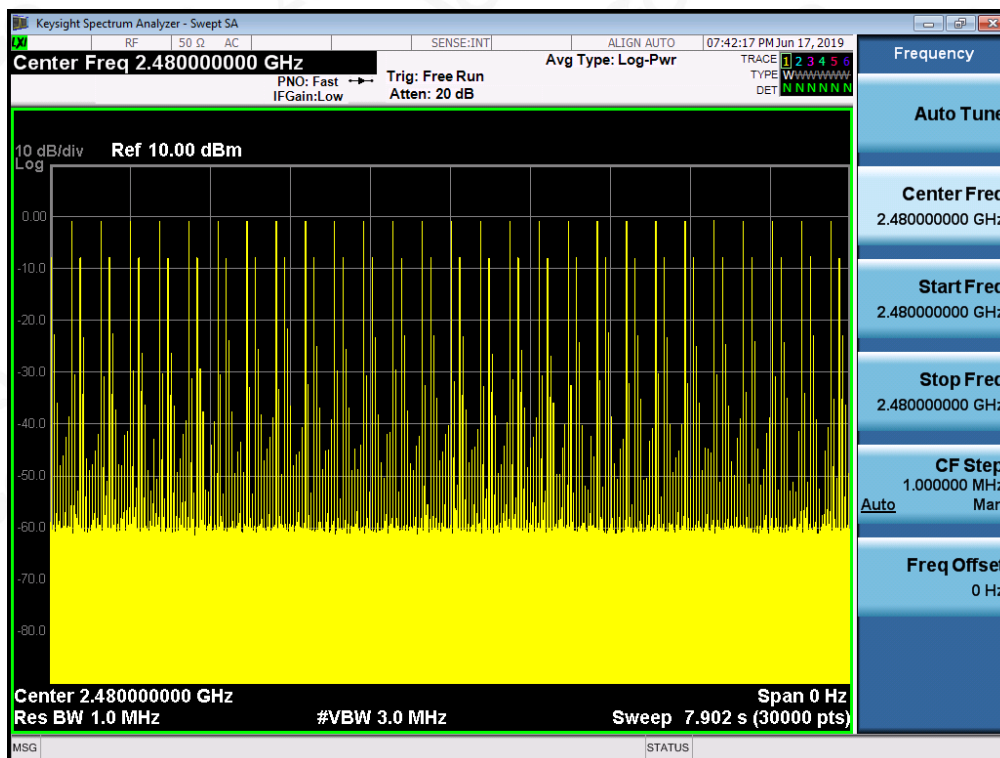 Keysight Spectrum Analyzer - Swept SA
LXI RF 50 Ω AC SENSE:INT ALIGN AUTO 07:42:17 PM Jun 17, 2019
Center Freq 2.480000000 GHz
PNO: Fast
IFGain:Low
Trig: Free Run
Atten: 20 dB
Avg Type: Log-Pwr
TRACE 1 2 3 4 5 6
TYPE WWWWWW
DET N N N N N N
10 dB/div Ref 10.00 dBm
Log
0.00
-10.0
-20.0
-30.0
-40.0
-50.0
-60.0
-70.0
-80.0
Center 2.480000000 GHz Span 0 Hz
Res BW 1.0 MHz #VBW 3.0 MHz Sweep 7.902 s (30000 pts)
MSG STATUS
Frequency
Auto Tune
Center Freq
2.480000000 GHz
Start Freq
2.480000000 GHz
Stop Freq
2.480000000 GHz
CF Step
1.000000 MHz
Auto Man
Freq Offset
0 Hz